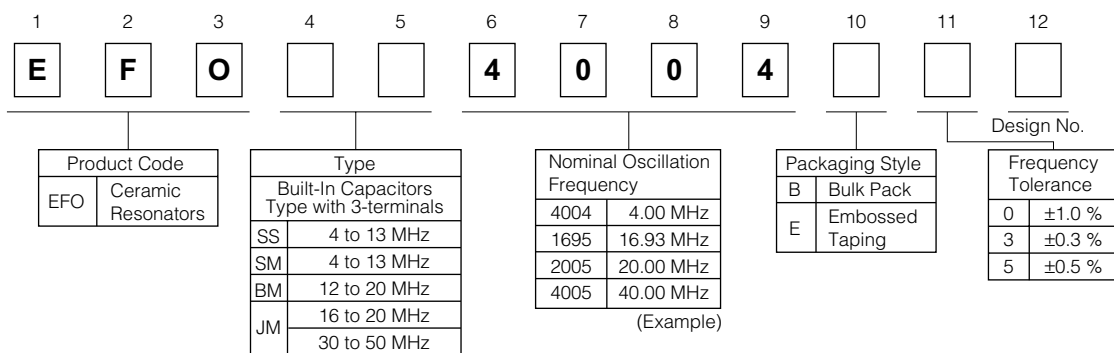 1 2 3 4 5 6 7 8 9 10 11 12
E F O 4 0 0 4
Design No.
Product Code
EFO Ceramic
Resonators
Type
Built-In Capacitors
Type with 3-terminals
SS 4 to 13 MHz
SM 4 to 13 MHz
BM 12 to 20 MHz
JM 16 to 20 MHz
30 to 50 MHz
Nominal Oscillation
Frequency
4004 4.00 MHz
1695 16.93 MHz
2005 20.00 MHz
4005 40.00 MHz
(Example)
Packaging Style
B Bulk Pack
E Embossed
Taping
Frequency
Tolerance
0 ±1.0 %
3 ±0.3 %
5 ±0.5 %